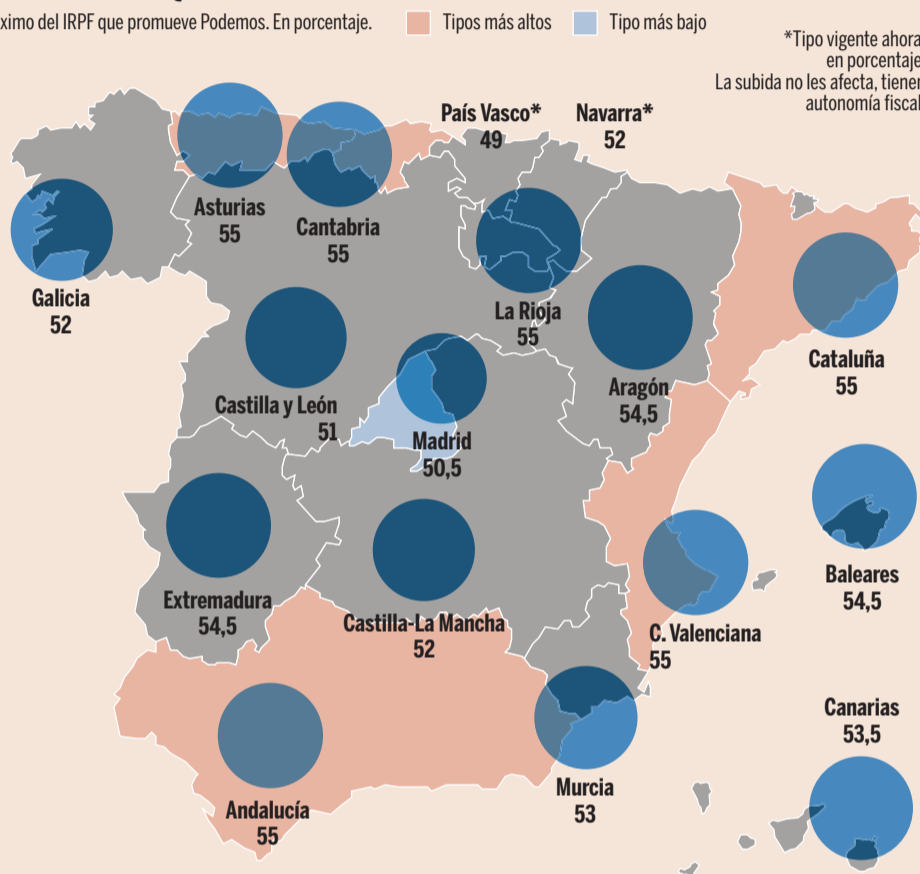 ximo del IRPF que promueve Podemos. En porcentaje.
Tipos más altos
Tipo más bajo
*Tipo vigente ahora
en porcentaje
La subida no les afecta,
autonomía fiscal
País Vasco*
49
Navarra*
52
Asturias
55
Cantabria
55
Galicia
52
La Rioja
55
Cataluña
55
Castilla y León
51
Aragón
54,5
Madrid
50,5
Baleares
54,5
Extremadura
54,5
Castilla-La Mancha
52
C. Valenciana
55
Canarias
53,5
Andalucía
55
Murcia
53